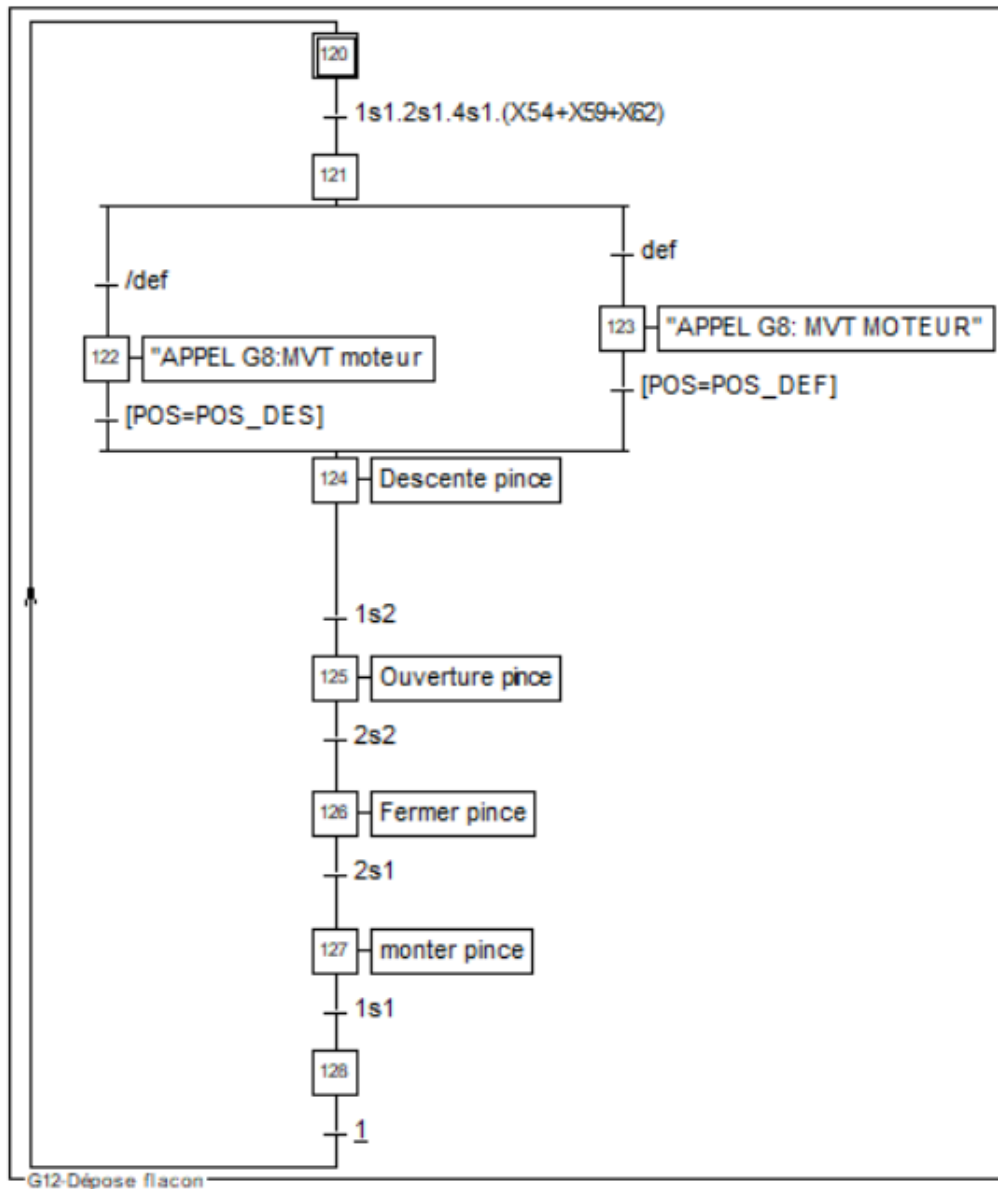 120
1s1.2s1.4s1.(X54+X59+X62)
121
def
/def
123
"APPEL G8: MVT MOTEUR"
122
"APPEL G8:MVT moteur
[POS=POS_DEF]
[POS=POS_DES]
124
Descente pince
1s2
125
Ouverture pince
2s2
126
Fermer pince
2s1
127
monter pince
1s1
128
1
G12-Dépose flacon